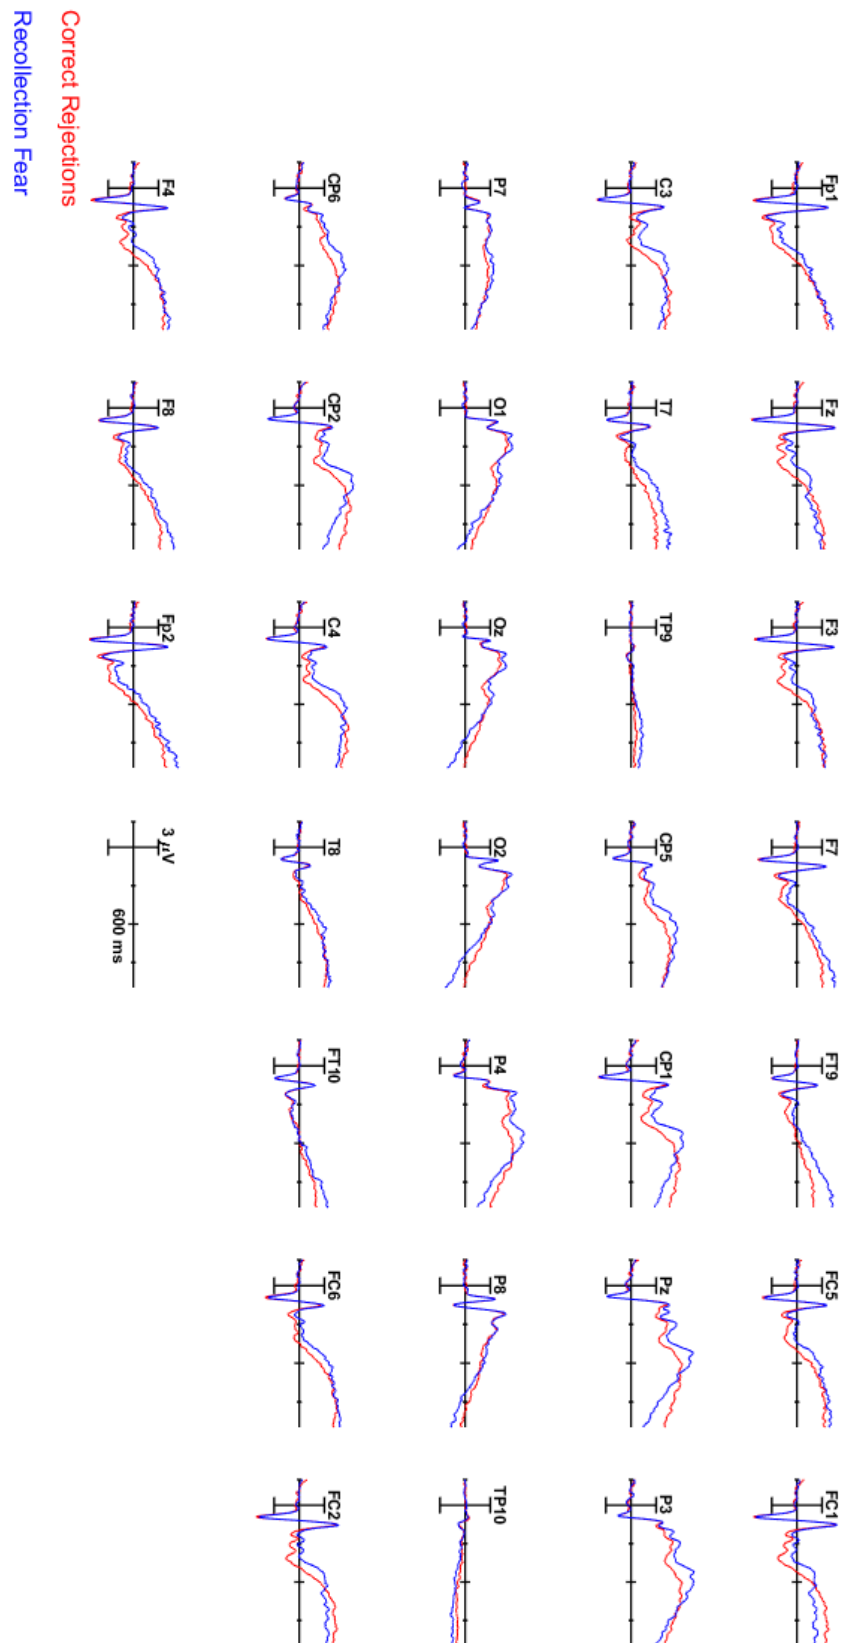 Fp1 Fz F3 F7 FT9 FC5 FC1
C3 T7 TP9 CP5 CP1 Pz P3
P7 O1 Oz O2 P4 P8 TP10
CP6 CP2 C4 T8 FT10 FC6 FC2
F4 F8 Fp2 3 μV
600 ms
Correct Rejections
Recollection Fear